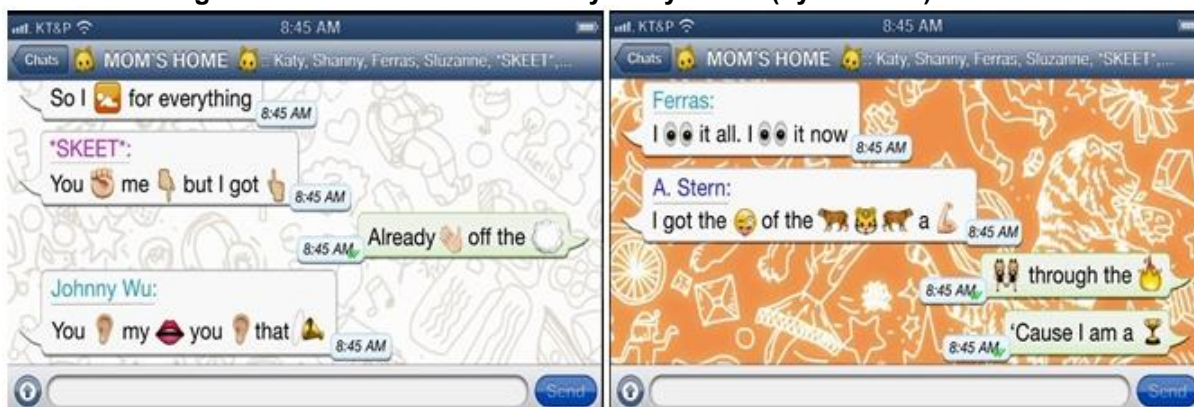 KT&P 8:45 AM
Chats MOM'S HOME :: Katy, Shanny, Ferras, Sluzanne, *SKEET*,...
So I for everything
8:45 AM
*SKEET*:
You me but I got
8:45 AM
Already off the
8:45 AM
Johnny Wu:
You my you that
8:45 AM
Send
KT&P 8:45 AM
Chats MOM'S HOME :: Katy, Shanny, Ferras, Sluzanne, *SKEET*,...
Ferras:
I it all. I it now
8:45 AM
A. Stern:
I got the of the a
8:45 AM
through the
8:45 AM
'Cause I am a
8:45 AM
Send